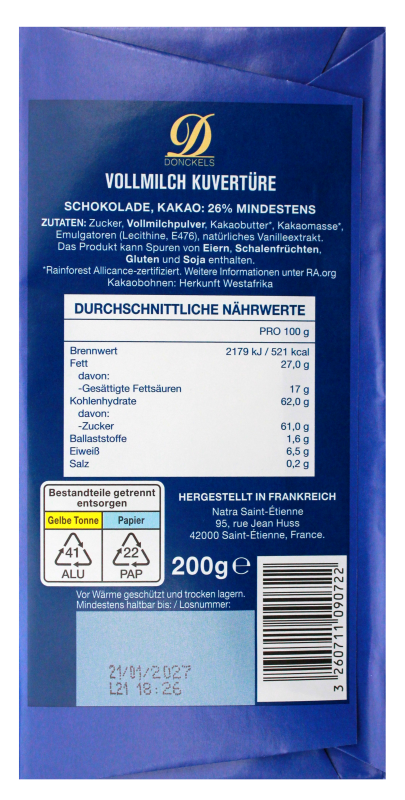 D
DONCKELS
VOLLMILCH KUVERTÜRE
SCHOKOLADE, KAKAO: 26% MINDESTENS
ZUTATEN: Zucker, Vollmilchpulver, Kakaobutter*, Kakaomasse*,
Emulgatoren (Lecithine, E476), natürliches Vanilleextrakt.
Das Produkt kann Spuren von Eiern, Schalenfrüchten,
Gluten und Soja enthalten.
*Rainforest Allicance-zertifiziert. Weitere Informationen unter RA.org
Kakaobohnen: Herkunft Westafrika
DURCHSCHNITTLICHE NÄHRWERTE
PRO 100 g
Brennwert 2179 kJ / 521 kcal
Fett 27,0 g
davon:
-Gesättigte Fettsäuren 17 g
Kohlenhydrate 62,0 g
davon:
-Zucker 61,0 g
Ballaststoffe 1,6 g
Eiweiß 6,5 g
Salz 0,2 g
Bestandteile getrennt
entsorgen
Gelbe Tonne Papier
41 22
ALU PAP
HERGESTELLT IN FRANKREICH
Natra Saint-Étienne
95, rue Jean Huss
42000 Saint-Étienne, France.
200g e
Vor Wärme geschützt und trocken lagern.
Mindestens haltbar bis: / Losnummer:
21/01/2027
L21 18:26
3 260711 090722